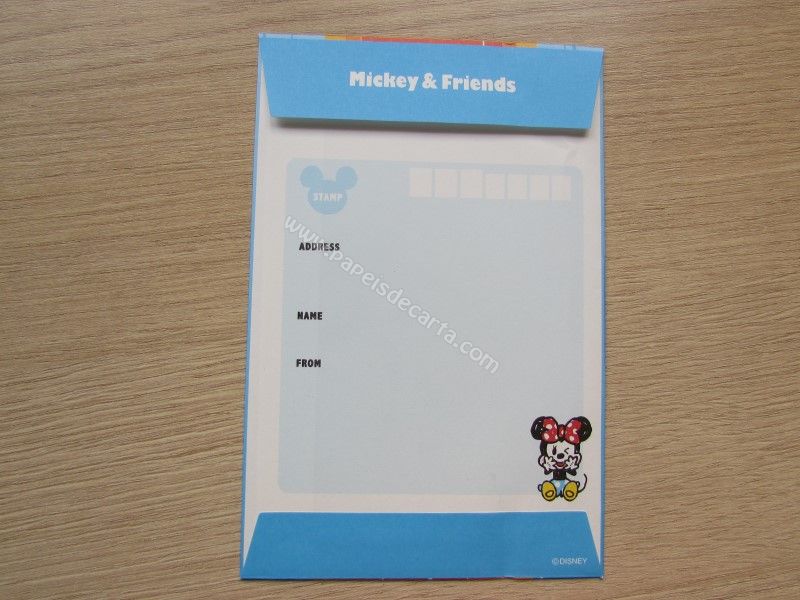 Mickey & Friends
STAMP
www.papeisdecarta.com
ADDRESS
NAME
FROM
©DISNEY